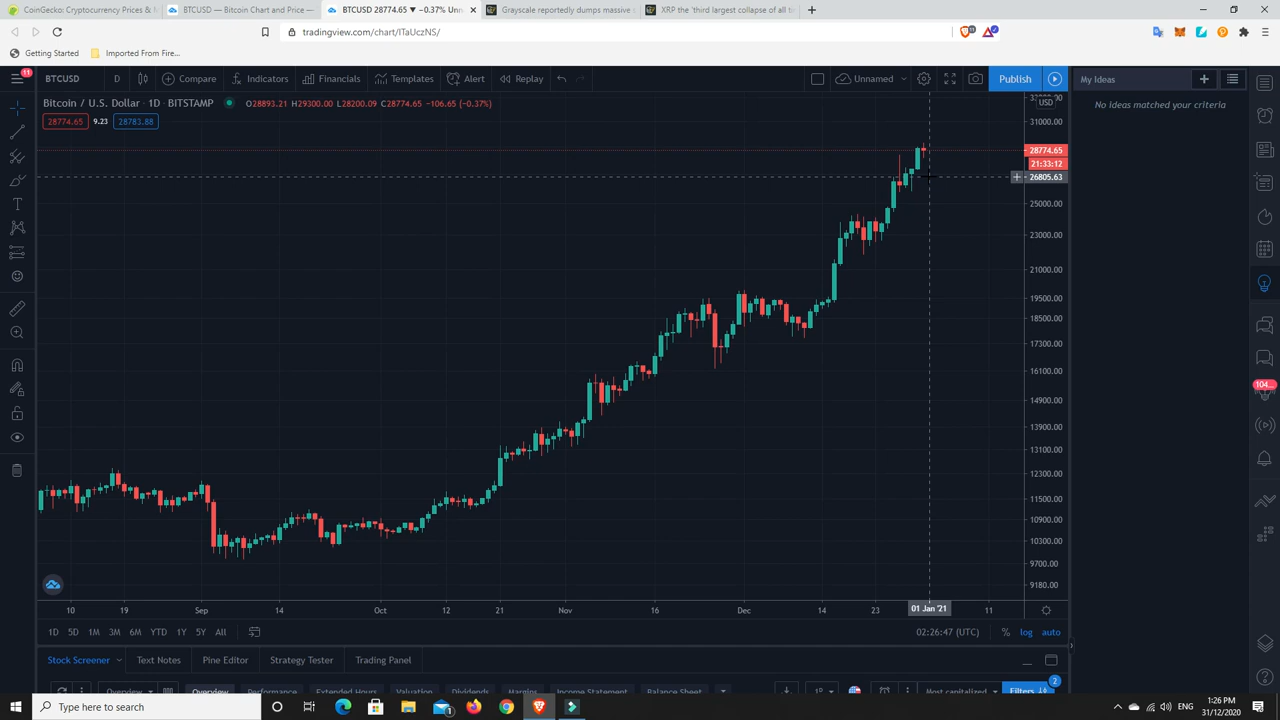 CoinGecko: Cryptocurrency Prices & M
BTCUSD — Bitcoin Chart and Price —
BTCUSD 28774.65 ▼ −0.37% Unn
Grayscale reportedly dumps massive
XRP the 'third largest collapse of all ti
tradingview.com/chart/ITaUczNS/
Getting Started
Imported From Fire...
11
BTCUSD
D
Compare
Indicators
Financials
Templates
Alert
Replay
Unnamed
Publish
My Ideas
Bitcoin / U.S. Dollar · 1D · BITSTAMP
O28893.21 H29300.00 L28200.09 C28774.65 −106.65 (−0.37%)
28774.65
9.23
28783.88
No ideas matched your criteria
USD
31000.00
28774.65
21:33:12
26805.63
25000.00
23000.00
21000.00
19500.00
18500.00
17300.00
16100.00
14900.00
13900.00
13100.00
12300.00
11500.00
10900.00
10300.00
9700.00
9180.00
104...
10
19
Sep
14
Oct
12
21
Nov
16
Dec
14
23
01 Jan '21
11
1D
5D
1M
3M
6M
YTD
1Y
5Y
All
02:26:47 (UTC)
%
log
auto
Stock Screener
Text Notes
Pine Editor
Strategy Tester
Trading Panel
Overview
Overview
Performance
Extended Hours
Valuation
Dividends
Margins
Income Statement
Balance Sheet
Most capitalized
Filters
2
Type here to search
ENG
1:26 PM
31/12/2020